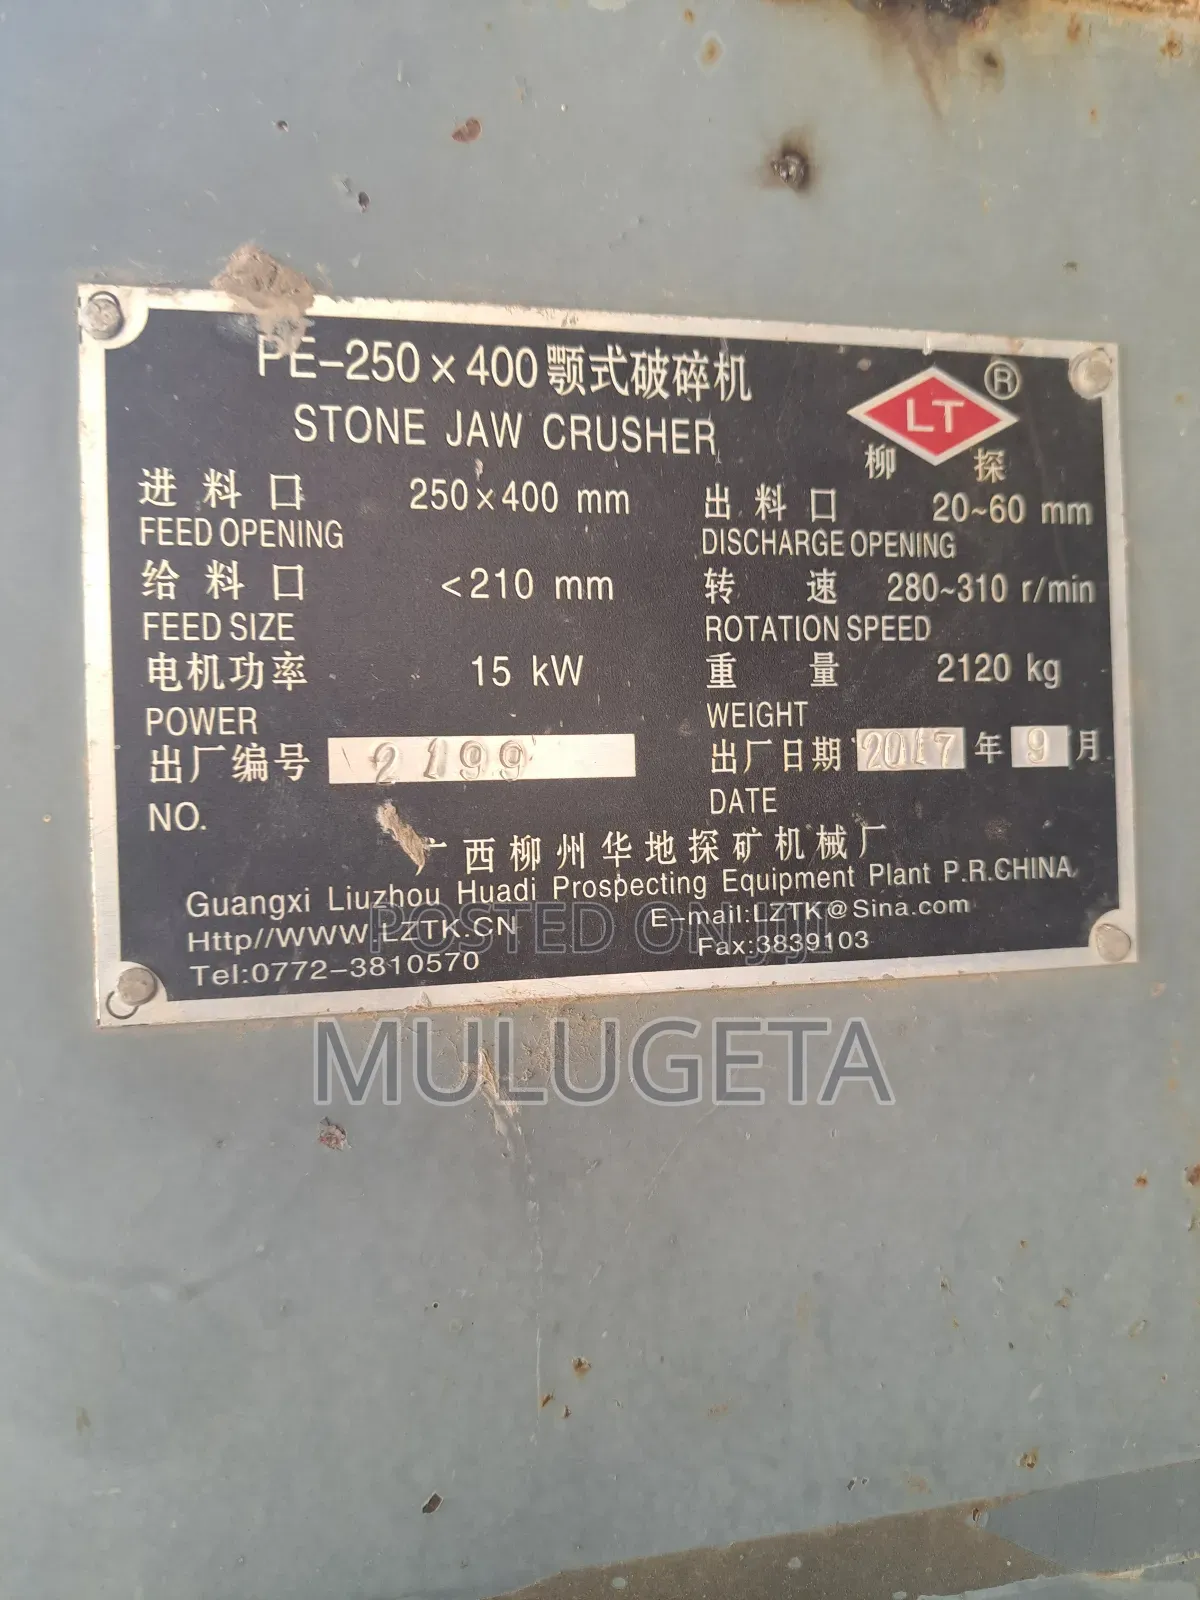 PE-250×400颚式破碎机
STONE JAW CRUSHER
LT ®
柳 探
进料口 250×400 mm 出料口 20~60 mm
FEED OPENING DISCHARGE OPENING
给料口 <210 mm 转速 280~310 r/min
FEED SIZE ROTATION SPEED
电机功率 15 kW 重量 2120 kg
POWER WEIGHT
出厂编号 2199 出厂日期 2017年9月
NO. DATE
广西柳州华地探矿机械厂
Guangxi Liuzhou Huadi Prospecting Equipment Plant P.R.CHINA
Http//WWW.LZTK.CN E-mail:LZTK@Sina.com
Tel:0772-3810570 Fax:3839103
POSTED ON JIJI
MULUGETA